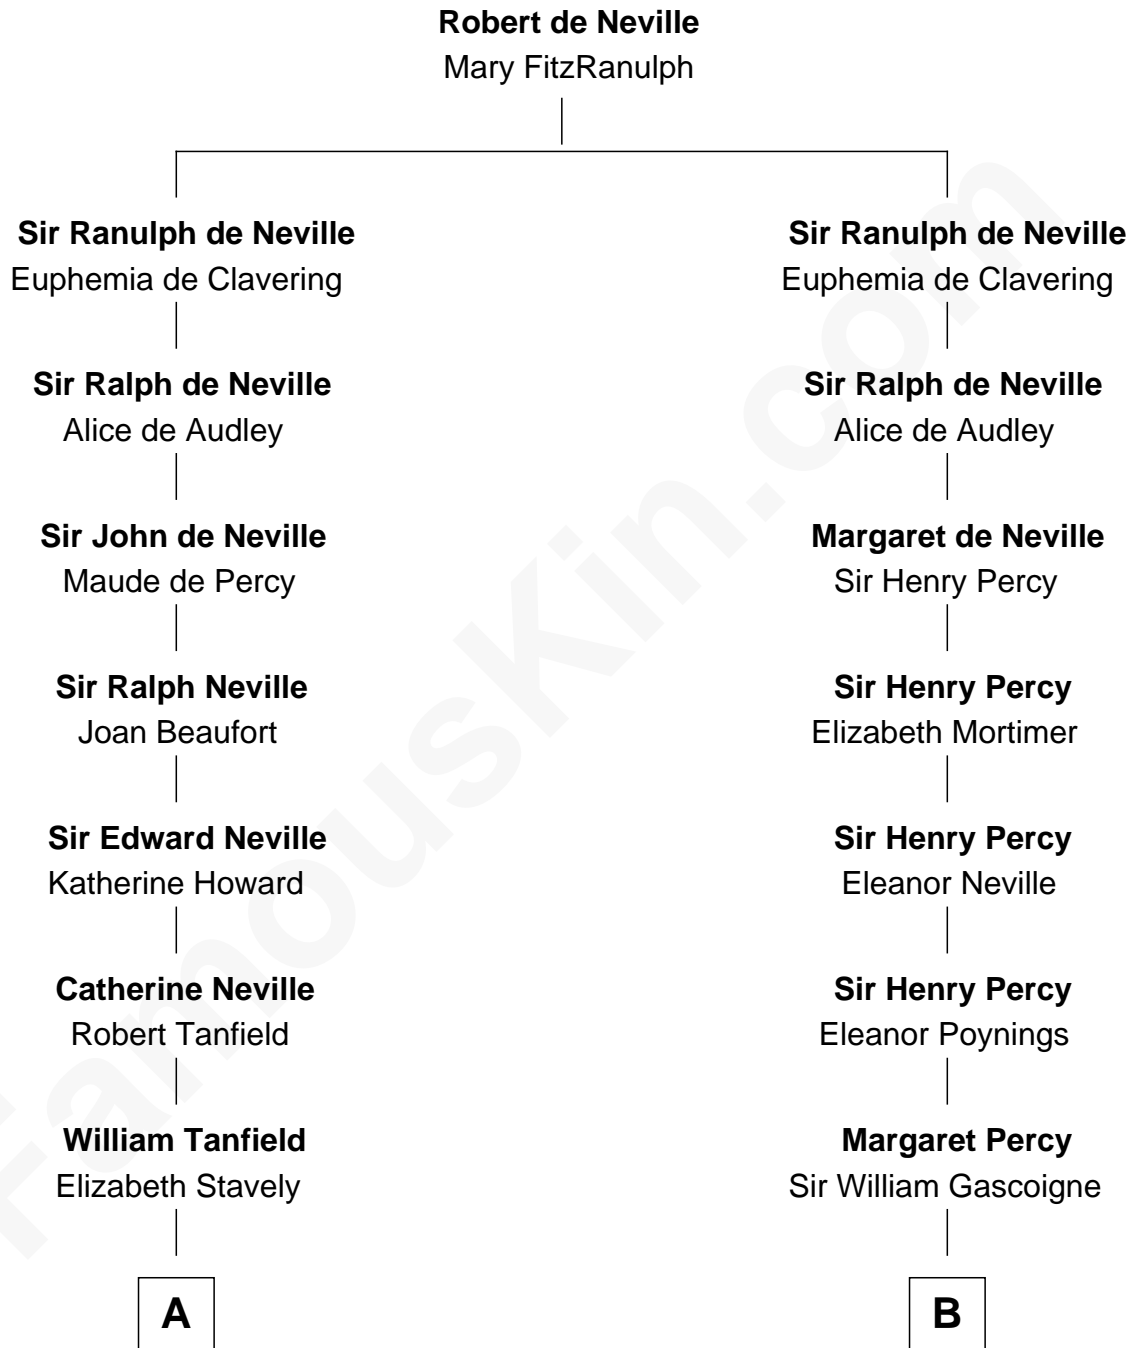 Robert de Neville
Mary FitzRanulph
Sir Ranulph de Neville
Euphemia de Clavering
Sir Ralph de Neville
Alice de Audley
Sir John de Neville
Maude de Percy
Sir Ralph Neville
Joan Beaufort
Sir Edward Neville
Katherine Howard
Catherine Neville
Robert Tanfield
William Tanfield
Elizabeth Stavely
A
Sir Ranulph de Neville
Euphemia de Clavering
Sir Ralph de Neville
Alice de Audley
Margaret de Neville
Sir Henry Percy
Sir Henry Percy
Elizabeth Mortimer
Sir Henry Percy
Eleanor Neville
Sir Henry Percy
Eleanor Poynings
Margaret Percy
Sir William Gascoigne
B
FamousKin.com